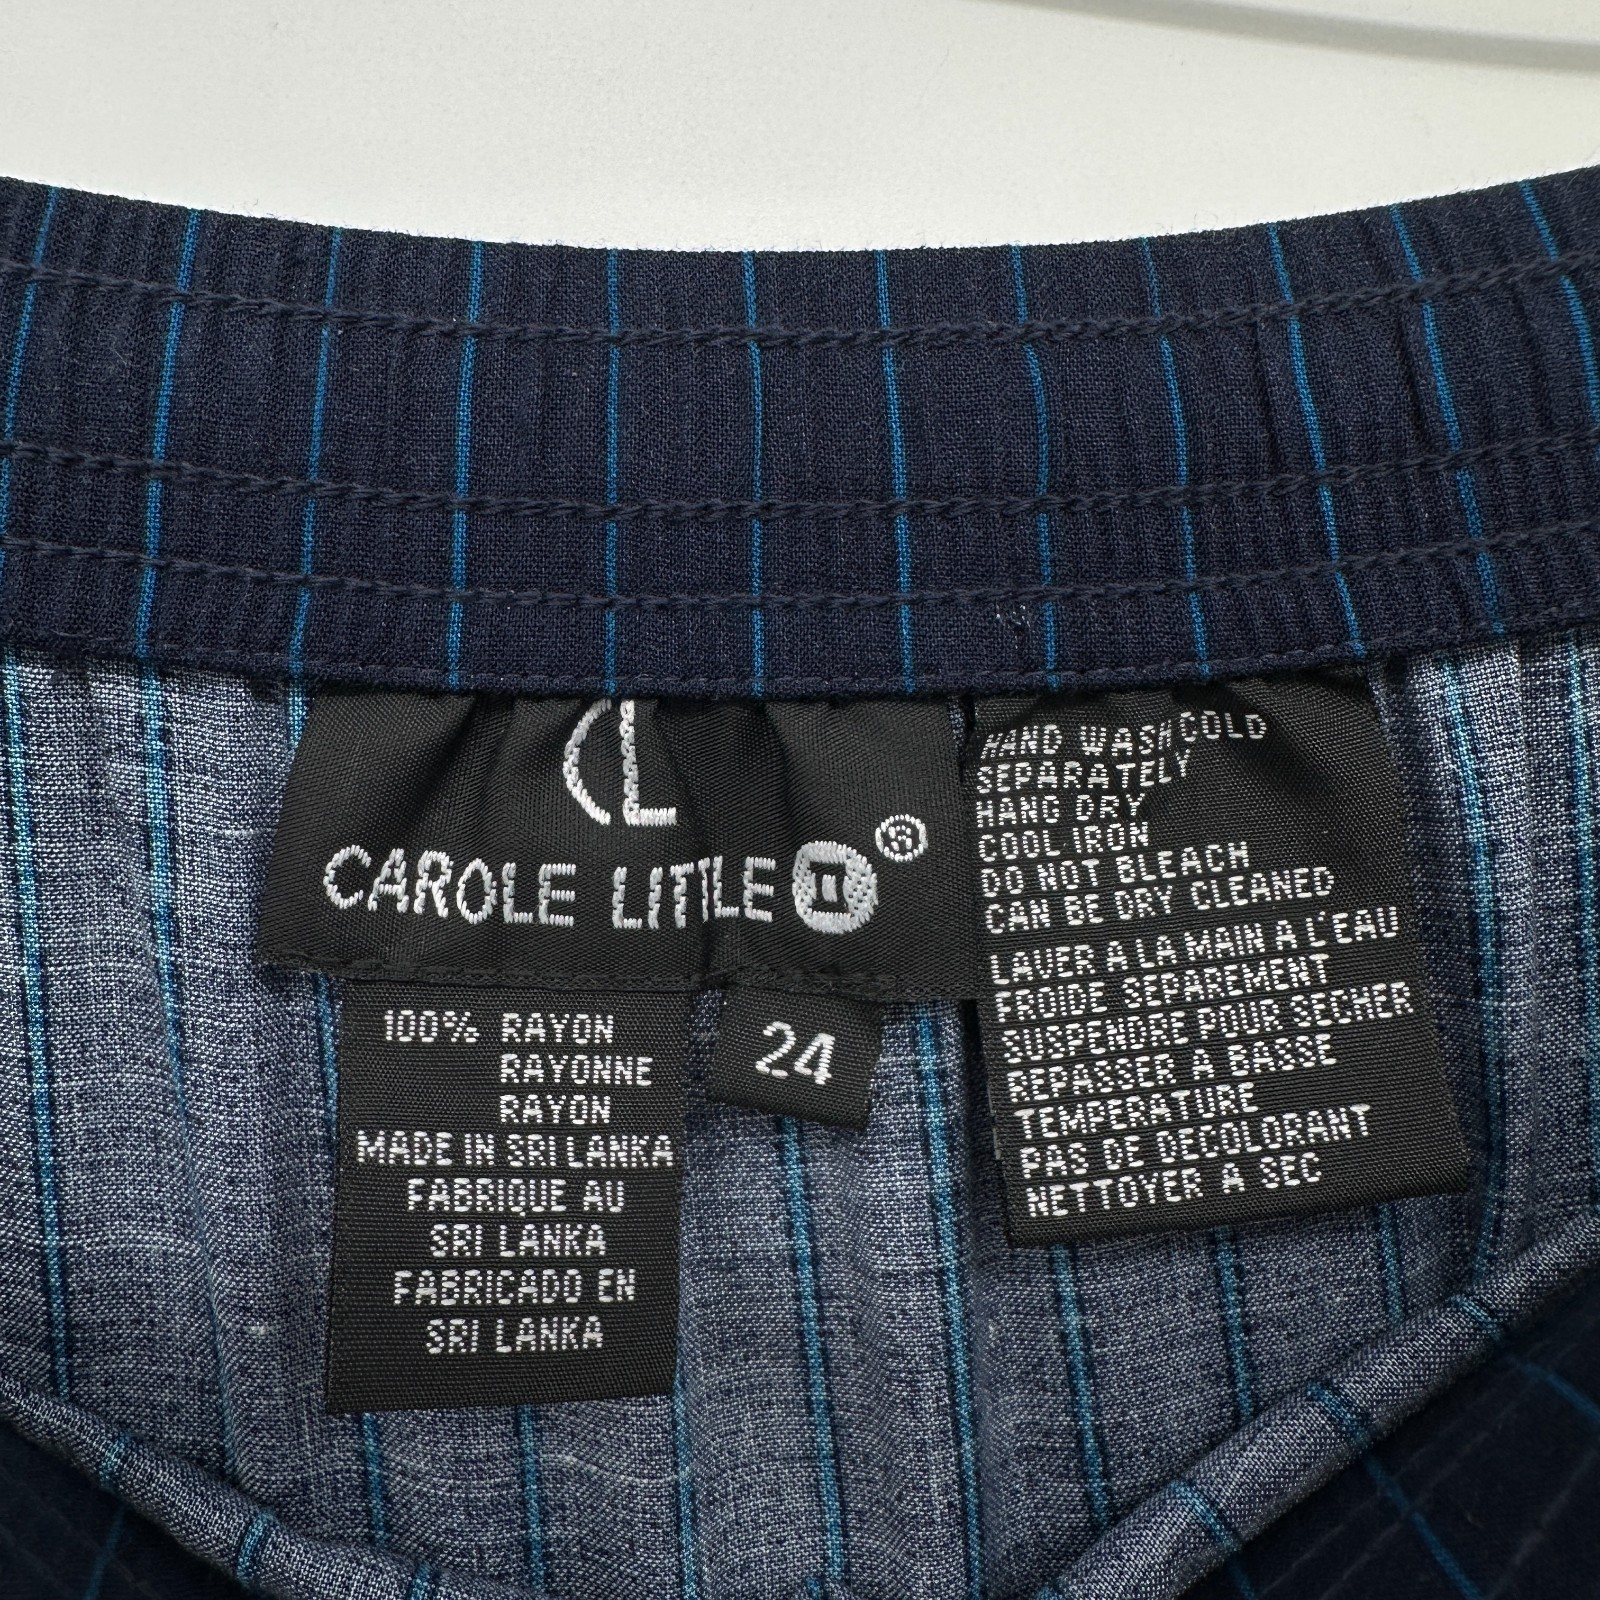 CL
CAROLE LITTLE ®
100% RAYON
RAYONNE
RAYON
MADE IN SRI LANKA
FABRIQUE AU
SRI LANKA
FABRICADO EN
SRI LANKA
24
HAND WASH COLD
SEPARATELY
HANG DRY
COOL IRON
DO NOT BLEACH
CAN BE DRY CLEANED
LAVER A LA MAIN A L'EAU
FROIDE SEPAREMENT
SUSPENDRE POUR SECHER
REPASSER A BASSE
TEMPERATURE
PAS DE DECOLORANT
NETTOYER A SEC